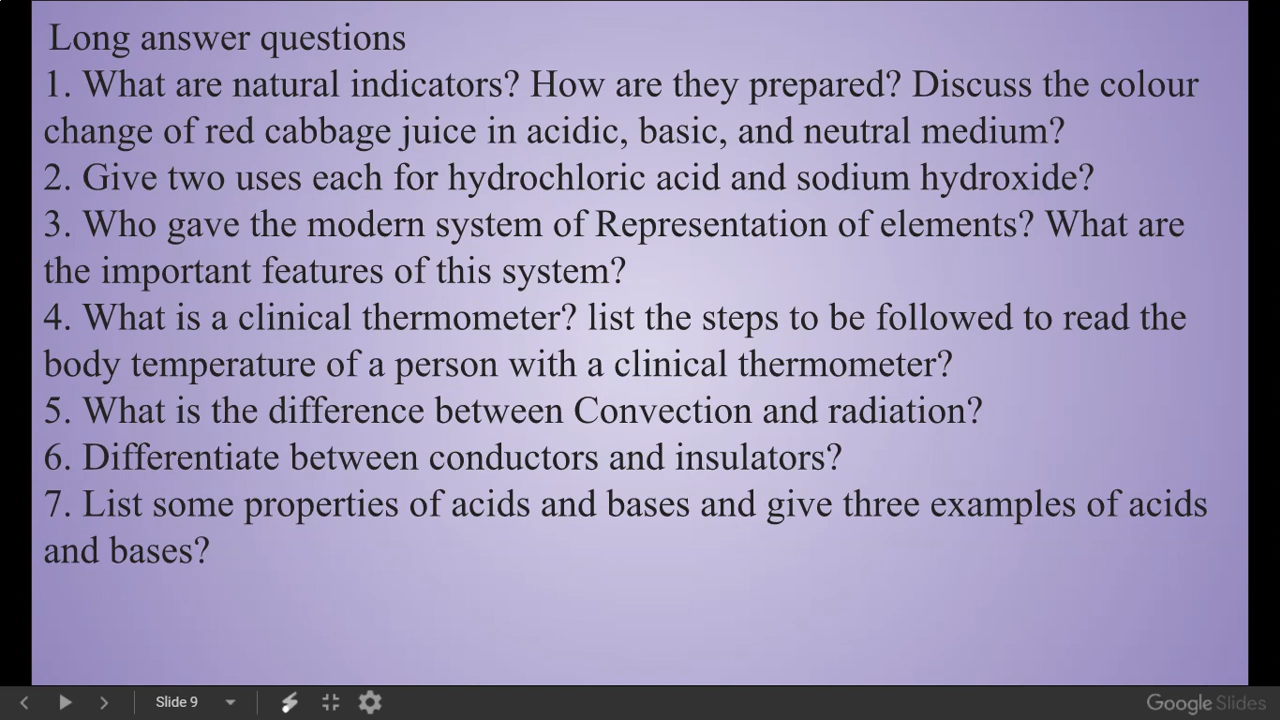 Long answer questions
1. What are natural indicators? How are they prepared? Discuss the colour
change of red cabbage juice in acidic, basic, and neutral medium?
2. Give two uses each for hydrochloric acid and sodium hydroxide?
3. Who gave the modern system of Representation of elements? What are
the important features of this system?
4. What is a clinical thermometer? list the steps to be followed to read the
body temperature of a person with a clinical thermometer?
5. What is the difference between Convection and radiation?
6. Differentiate between conductors and insulators?
7. List some properties of acids and bases and give three examples of acids
and bases?
Slide 9
Google Slides